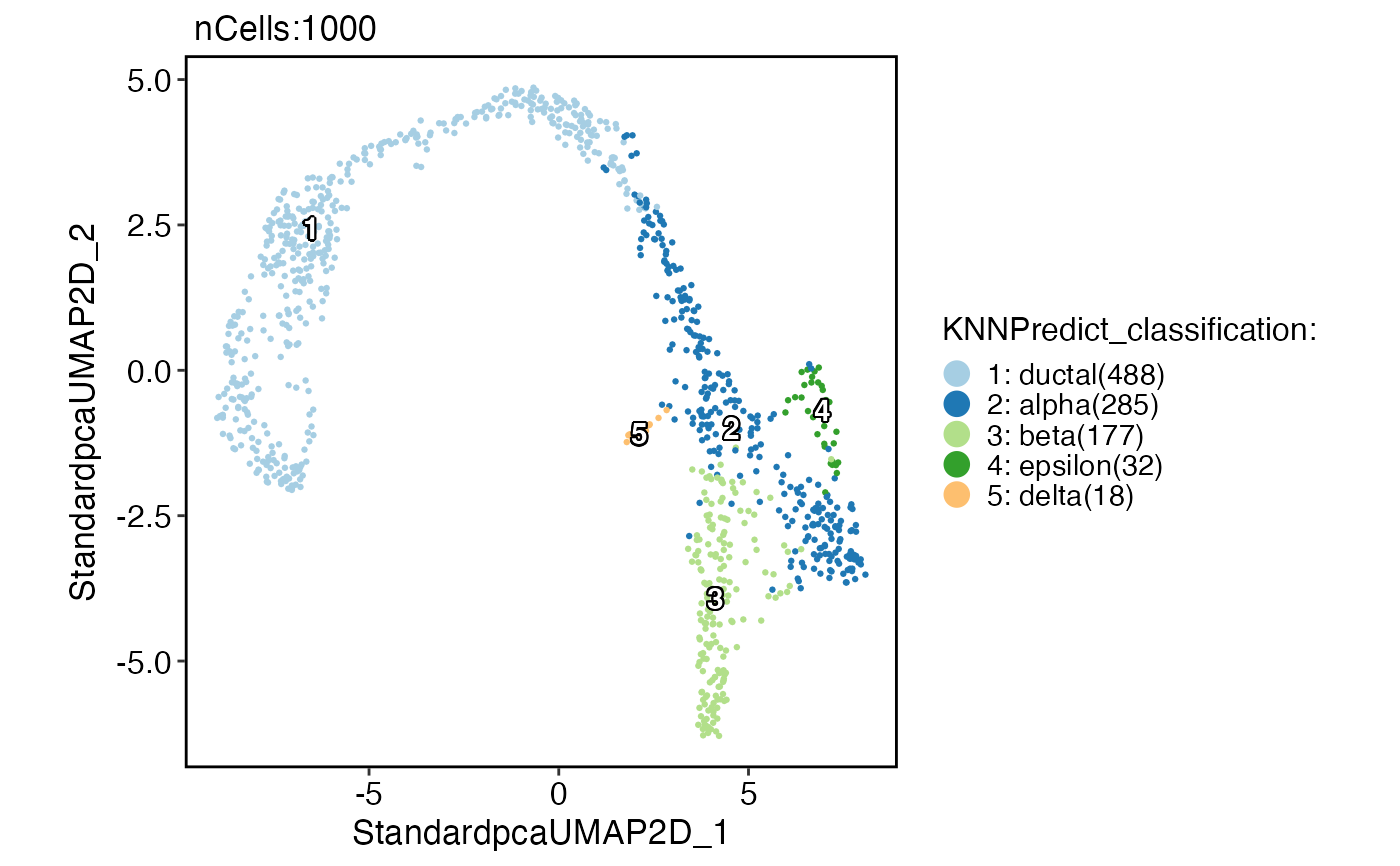 nCells:1000
5.0
2.5
0.0
-2.5
-5.0
StandardpcaUMAP2D_2
1
2
3
4
5
-5
0
5
StandardpcaUMAP2D_1
KNNPredict_classification:
1: ductal(488)
2: alpha(285)
3: beta(177)
4: epsilon(32)
5: delta(18)